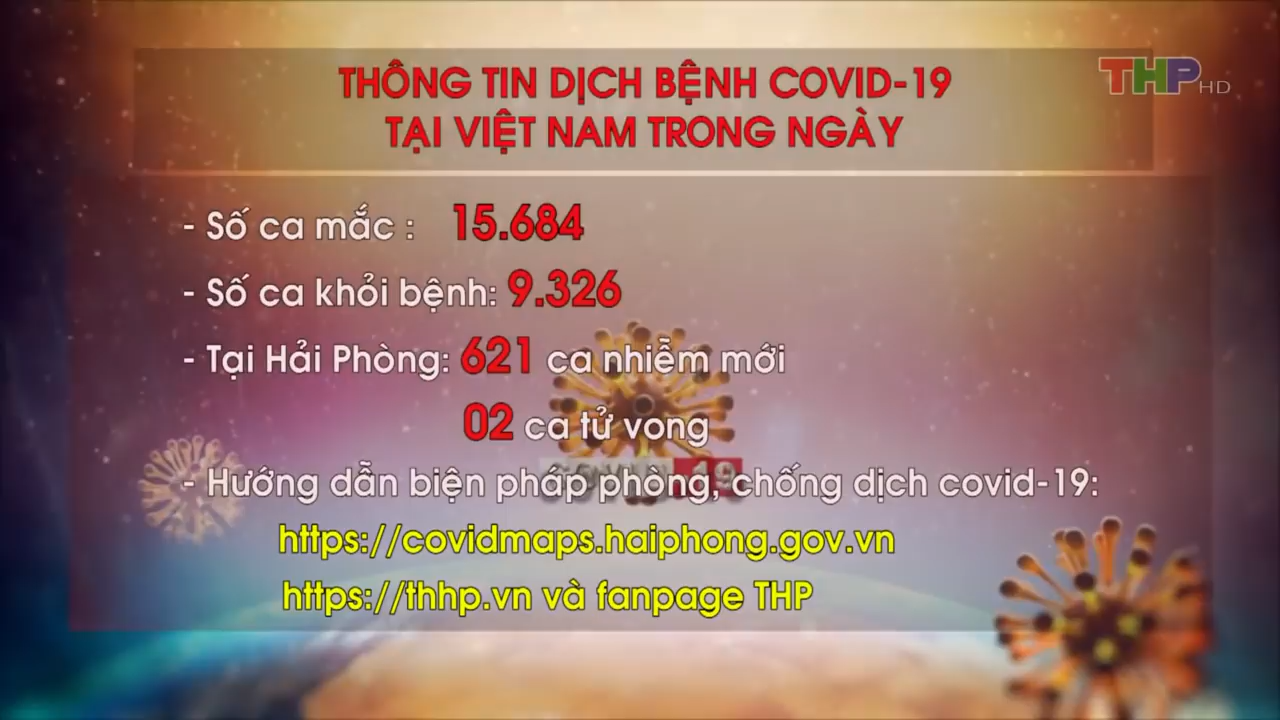 THÔNG TIN DỊCH BỆNH COVID-19
THP HD
TẠI VIỆT NAM TRONG NGÀY
- Số ca mắc : 15.684
- Số ca khỏi bệnh: 9.326
- Tại Hải Phòng: 621 ca nhiễm mới
02 ca tử vong
COVID 19
- Hướng dẫn biện pháp phòng, chống dịch covid-19:
https://covidmaps.haiphong.gov.vn
https://thhp.vn và fanpage THP